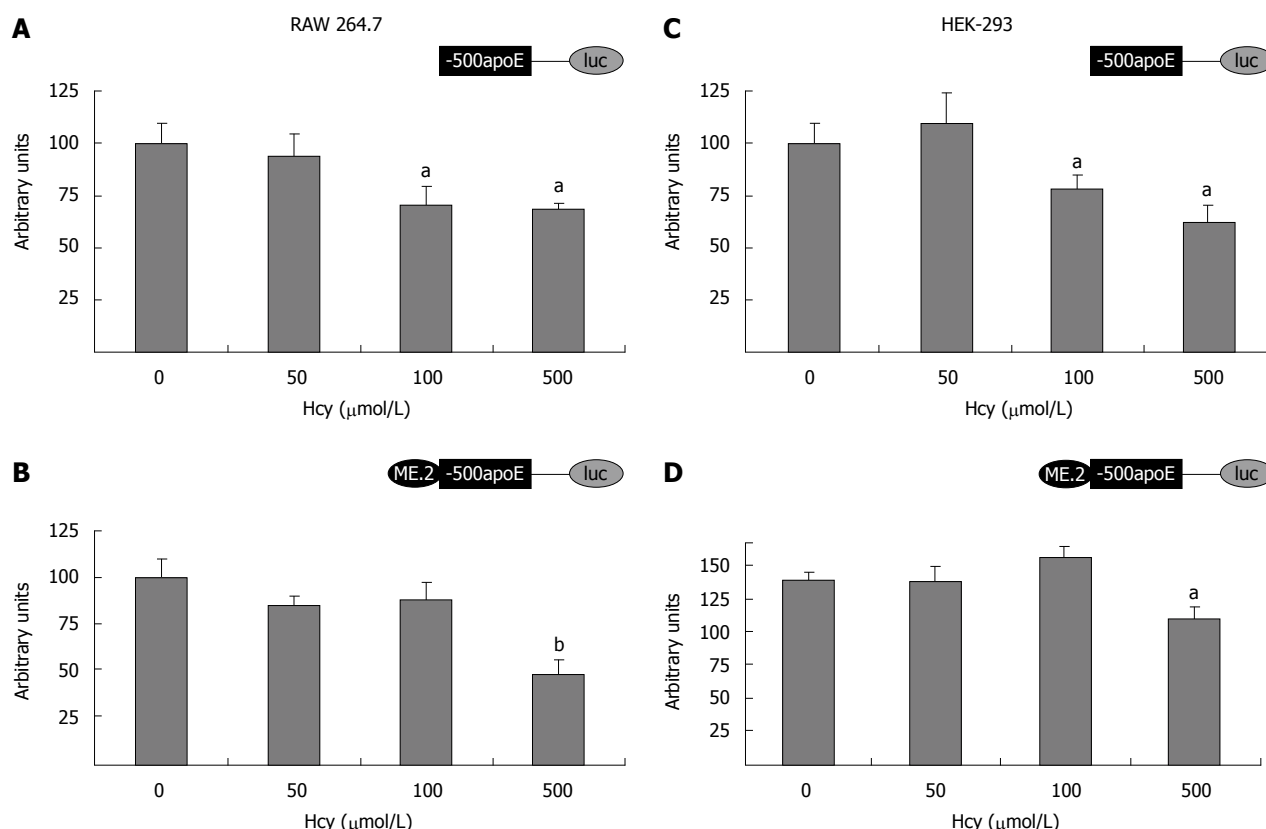 A
RAW 264.7
-500apoE
luc
125
100
75
50
25
Arbitrary units
a
a
0
50
100
500
Hcy (μmol/L)
C
HEK-293
-500apoE
luc
125
100
75
50
25
Arbitrary units
a
a
0
50
100
500
Hcy (μmol/L)
B
ME.2
-500apoE
luc
125
100
75
50
25
Arbitrary units
b
0
50
100
500
Hcy (μmol/L)
D
ME.2
-500apoE
luc
150
125
100
75
50
25
Arbitrary units
a
0
50
100
500
Hcy (μmol/L)